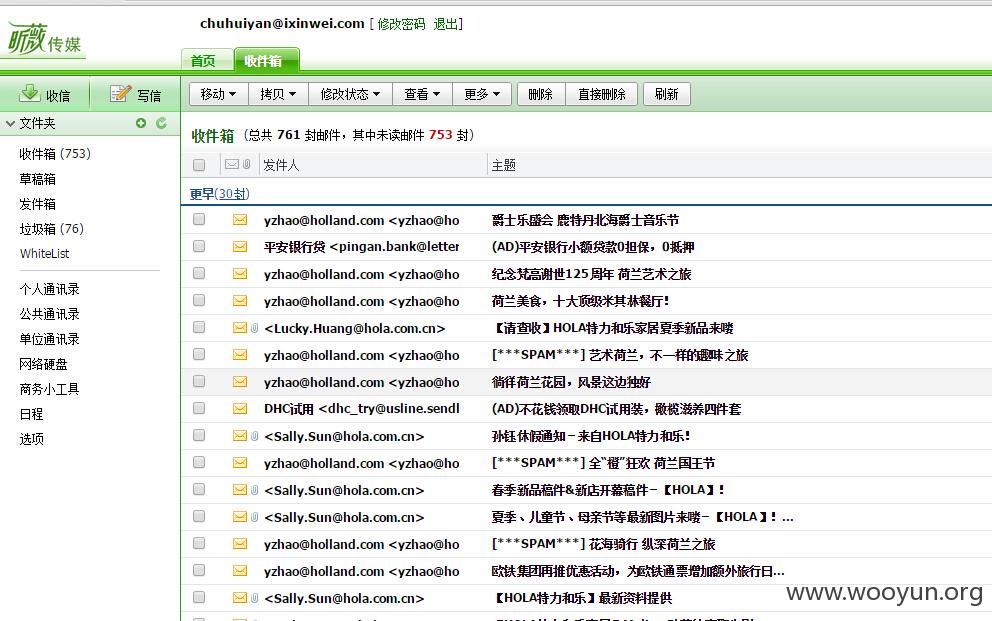 chuhuiyan@ixinwei.com [ 修改密码 退出]
昕薇传媒
首页 收件箱
收信 写信 移动 拷贝 修改状态 查看 更多 删除 直接删除 刷新
文件夹
收件箱 (总共 761 封邮件，其中未读邮件 753 封)
收件箱 (753)
草稿箱
发件箱
垃圾箱 (76)
WhiteList
个人通讯录
公共通讯录
单位通讯录
网络硬盘
商务小工具
日程
选项
发件人 主题
更早(30封)
yzhao@holland.com <yzhao@ho 爵士乐盛会 鹿特丹北海爵士音乐节
平安银行贷 <pingan.bank@letter (AD)平安银行小额贷款0担保，0抵押
yzhao@holland.com <yzhao@ho 纪念梵高谢世125周年 荷兰艺术之旅
yzhao@holland.com <yzhao@ho 荷兰美食，十大顶级米其林餐厅！
<Lucky.Huang@hola.com.cn> 【请查收】HOLA特力和乐家居夏季新品来喽
yzhao@holland.com <yzhao@ho [***SPAM***] 艺术荷兰，不一样的趣味之旅
yzhao@holland.com <yzhao@ho 徜徉荷兰花园，风景这边独好
DHC试用 <dhc_try@usline.sendl (AD)不花钱领取DHC试用装，橄榄滋养四件套
<Sally.Sun@hola.com.cn> 孙钰休假通知－来自HOLA特力和乐！
yzhao@holland.com <yzhao@ho [***SPAM***] 全“橙”狂欢 荷兰国王节
<Sally.Sun@hola.com.cn> 春季新品稿件&新店开幕稿件－【HOLA】！
<Sally.Sun@hola.com.cn> 夏季、儿童节、母亲节等最新图片来喽－【HOLA】！...
yzhao@holland.com <yzhao@ho [***SPAM***] 花海骑行 纵深荷兰之旅
yzhao@holland.com <yzhao@ho 欧铁集团再推优惠活动，为欧铁通票增加额外旅行日...
<Sally.Sun@hola.com.cn> 【HOLA特力和乐】最新资料提供
www.wooyun.org